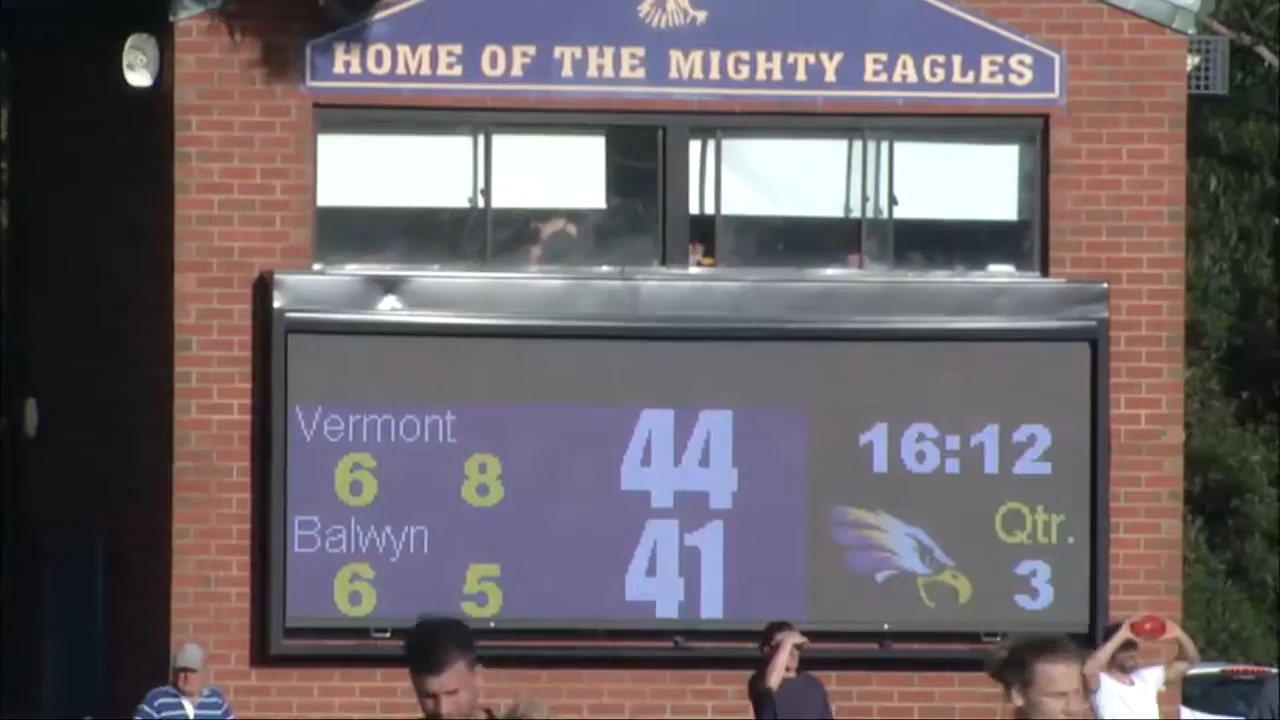 HOME OF THE MIGHTY EAGLES
Vermont
6 8 44
Balwyn
6 5 41
16:12
Qtr.
3